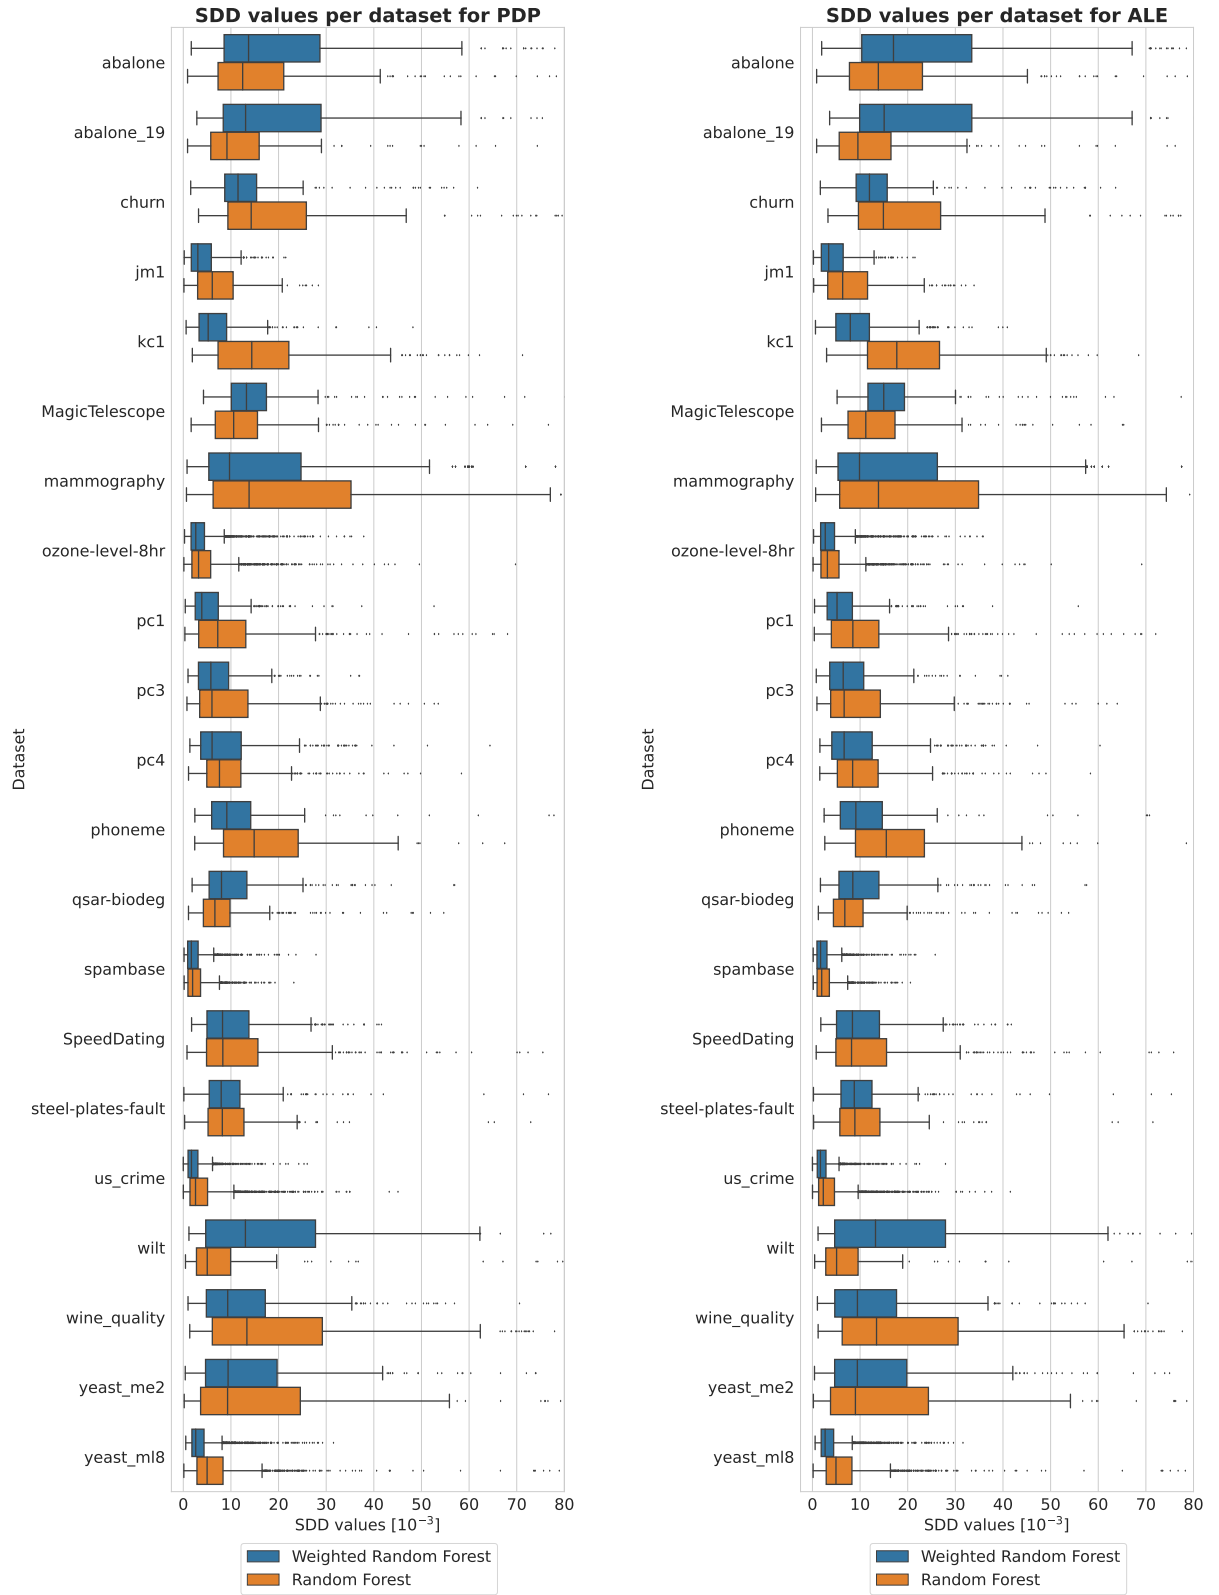 SDD values per dataset for PDP
Dataset
abalone
abalone_19
churn
jm1
kc1
MagicTelescope
mammography
ozone-level-8hr
pc1
pc3
pc4
phoneme
qsar-biodeg
spambase
SpeedDating
steel-plates-fault
us_crime
wilt
wine_quality
yeast_me2
yeast_ml8
0 10 20 30 40 50 60 70 80
SDD values [10⁻³]
Weighted Random Forest
Random Forest
SDD values per dataset for ALE
Dataset
abalone
abalone_19
churn
jm1
kc1
MagicTelescope
mammography
ozone-level-8hr
pc1
pc3
pc4
phoneme
qsar-biodeg
spambase
SpeedDating
steel-plates-fault
us_crime
wilt
wine_quality
yeast_me2
yeast_ml8
0 10 20 30 40 50 60 70 80
SDD values [10⁻³]
Weighted Random Forest
Random Forest